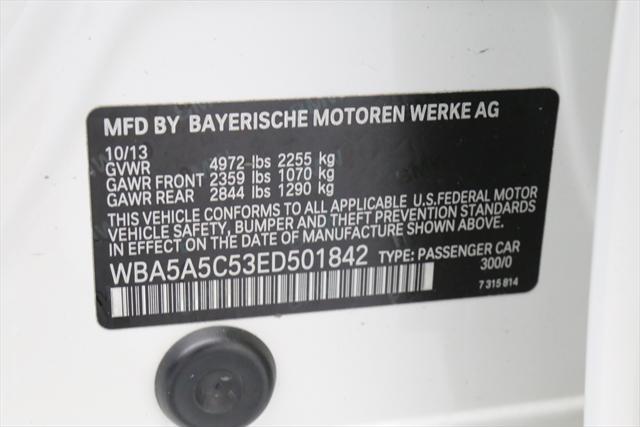 MFD BY BAYERISCHE MOTOREN WERKE AG
10/13
GVWR 4972 lbs 2255 kg
GAWR FRONT 2359 lbs 1070 kg
GAWR REAR 2844 lbs 1290 kg
THIS VEHICLE CONFORMS TO ALL APPLICABLE U.S.FEDERAL MOTOR
VEHICLE SAFETY, BUMPER, AND THEFT PREVENTION STANDARDS
IN EFFECT ON THE DATE OF MANUFACTURE SHOWN ABOVE.
WBA5A5C53ED501842 TYPE: PASSENGER CAR
300/0
7 315 814